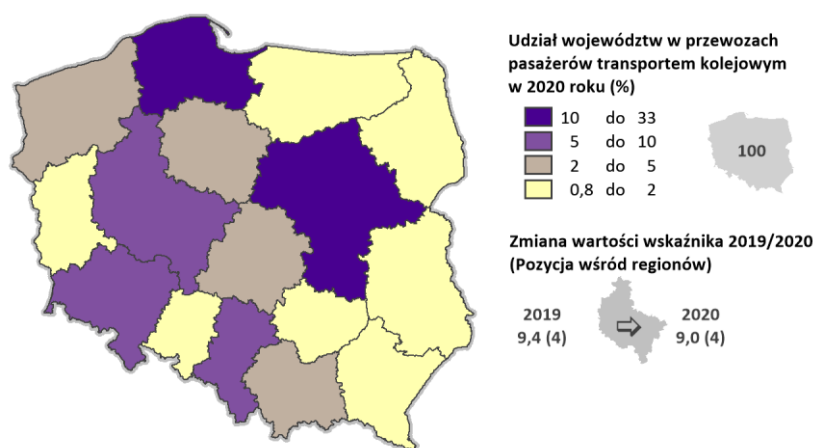 Udział województw w przewozach
pasażerów transportem kolejowym
w 2020 roku (%)
10 do 33
5 do 10
2 do 5
0,8 do 2
100
Zmiana wartości wskaźnika 2019/2020
(Pozycja wśród regionów)
2019 2020
9,4 (4) 9,0 (4)